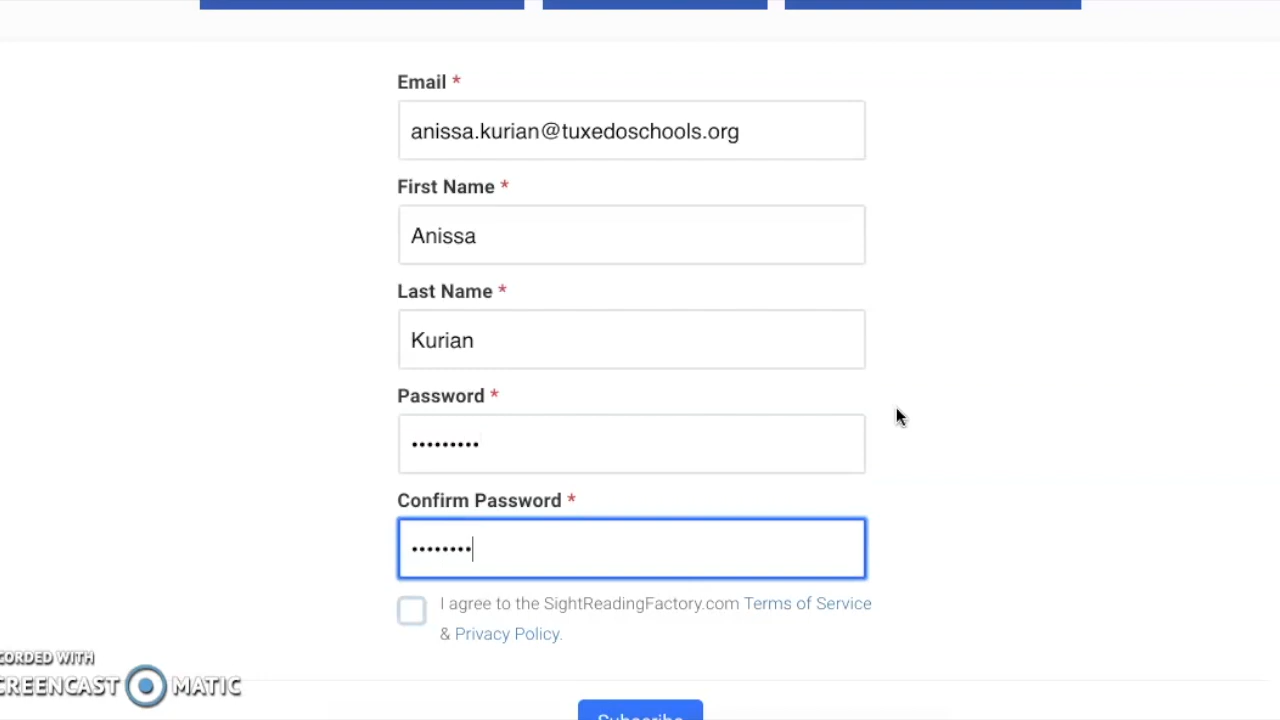 Email *
anissa.kurian@tuxedoschools.org
First Name *
Anissa
Last Name *
Kurian
Password *
•••••••••
Confirm Password *
••••••••
I agree to the SightReadingFactory.com Terms of Service
& Privacy Policy.
CORDED WITH
CREENCAST MATIC
Subscribe